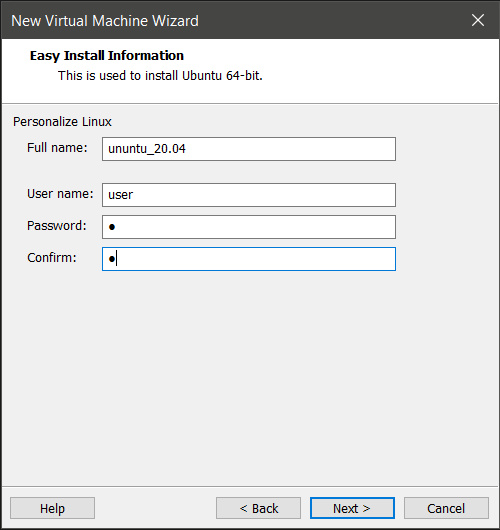 New Virtual Machine Wizard
Easy Install Information
This is used to install Ubuntu 64-bit.
Personalize Linux
Full name: ununtu_20.04
User name: user
Password: ●
Confirm: ●
Help < Back Next > Cancel